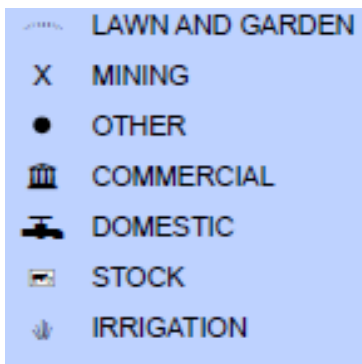 LAWN AND GARDEN
X MINING
OTHER
COMMERCIAL
DOMESTIC
STOCK
IRRIGATION